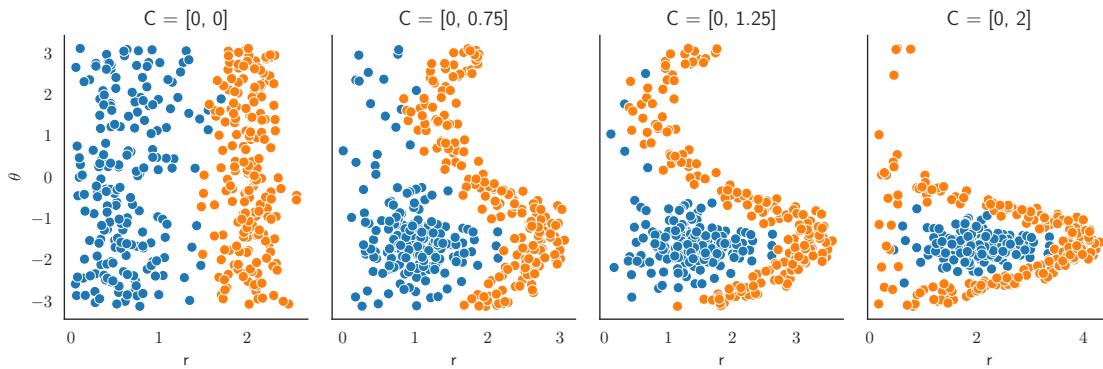 C = [0, 0]
C = [0, 0.75]
C = [0, 1.25]
C = [0, 2]
θ
3
2
1
0
−1
−2
−3
0 1 2
0 1 2 3
0 1 2 3
0 2 4
r
r
r
r